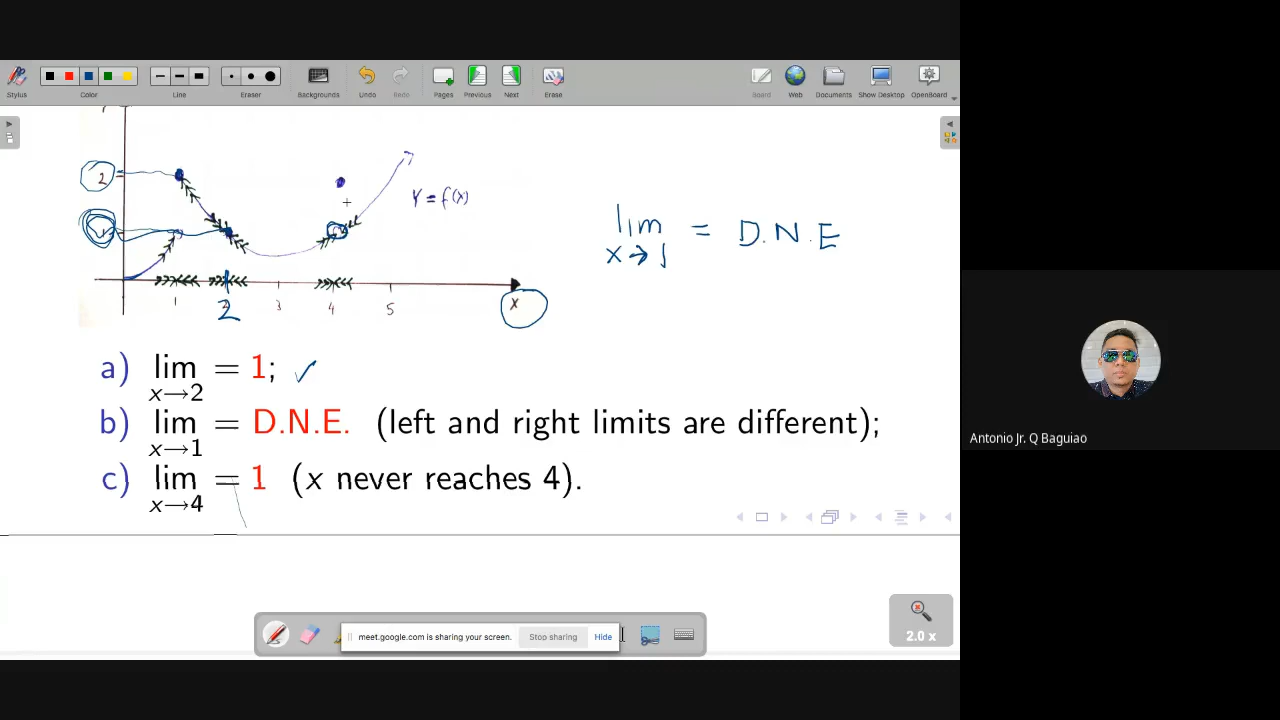 Stylus Color Line Eraser Backgrounds Undo Redo Pages Previous Next Erase Board Web Documents Show Desktop OpenBoard
2
Y = f(x)
lim = D.N.E
x → 1
1 2 3 4 5 x
a) lim = 1; ✓
x→2
b) lim = D.N.E. (left and right limits are different);
x→1
c) lim = 1 (x never reaches 4).
x→4
Antonio Jr. Q Baguiao
meet.google.com is sharing your screen. Stop sharing Hide
2.0 x